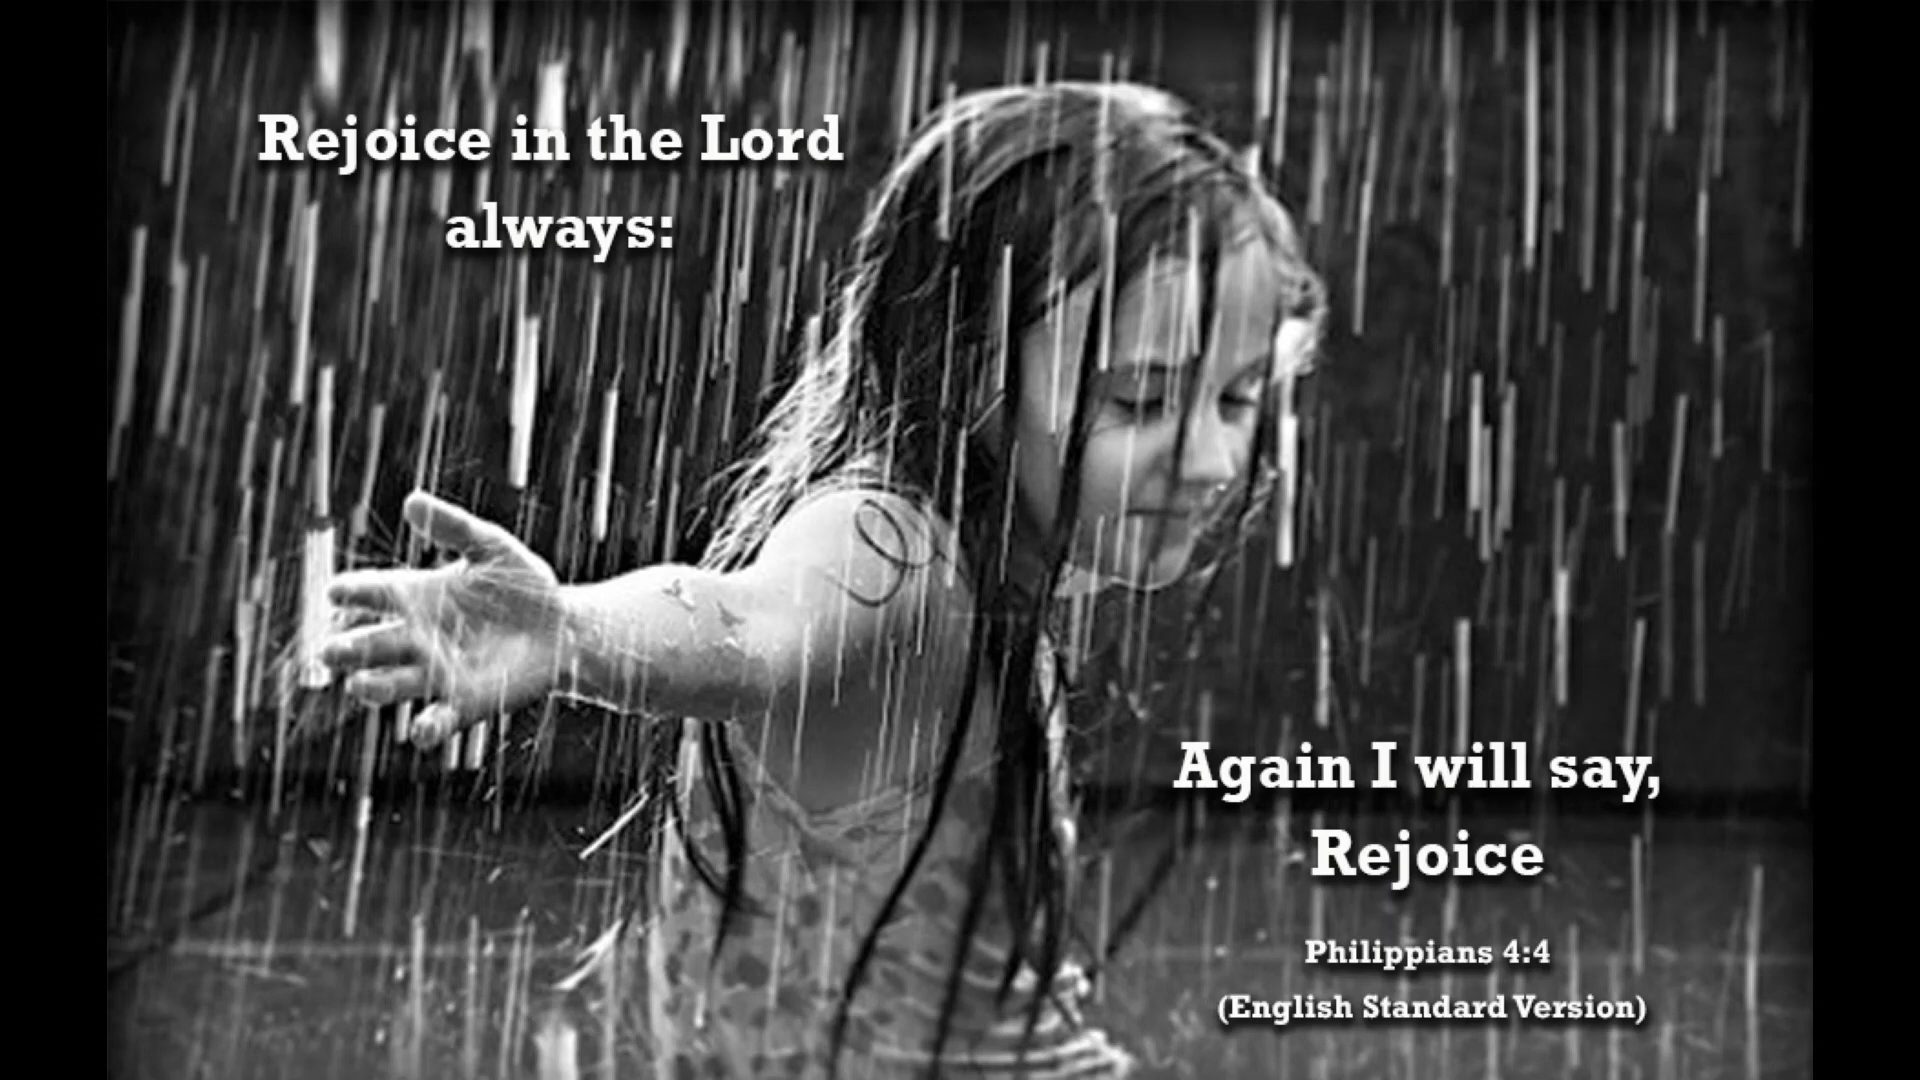 Rejoice in the Lord
always:
Again I will say,
Rejoice
Philippians 4:4
(English Standard Version)